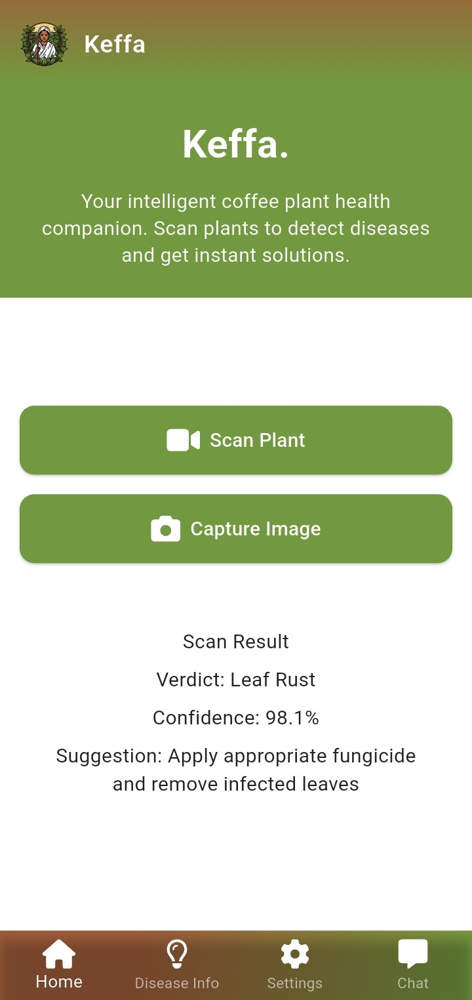 Keffa
Keffa.
Your intelligent coffee plant health
companion. Scan plants to detect diseases
and get instant solutions.
Scan Plant
Capture Image
Scan Result
Verdict: Leaf Rust
Confidence: 98.1%
Suggestion: Apply appropriate fungicide
and remove infected leaves
Home
Disease Info
Settings
Chat